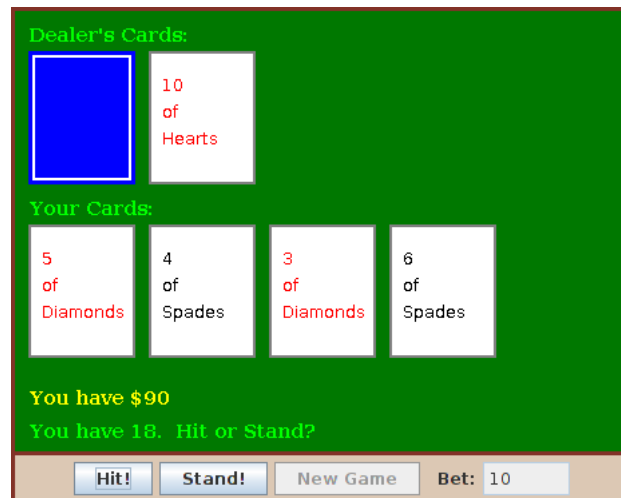 Dealer's Cards:
10
of
Hearts
Your Cards:
5
of
Diamonds
4
of
Spades
3
of
Diamonds
6
of
Spades
You have $90
You have 18.  Hit or Stand?
Hit! Stand! New Game Bet: 10